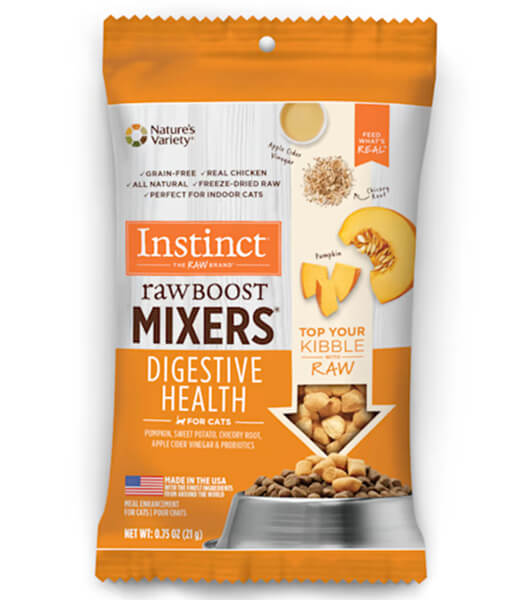 Nature's
Variety®
✓GRAIN-FREE ✓REAL CHICKEN
✓ALL NATURAL ✓FREEZE-DRIED RAW
✓PERFECT FOR INDOOR CATS
Apple Cider
Vinegar
FEED
WHAT'S
REAL
Chicory
Root
Pumpkin
Instinct
THE RAW BRAND
raw BOOST
MIXERS®
DIGESTIVE
HEALTH
FOR CATS
PUMPKIN, SWEET POTATO, CHICORY ROOT,
APPLE CIDER VINEGAR & PROBIOTICS
TOP YOUR
KIBBLE
WITH
RAW
MADE IN THE USA
WITH THE FINEST INGREDIENTS
FROM AROUND THE WORLD
MEAL ENHANCEMENT
FOR CATS | POUR CHATS
NET WT: 0.75 OZ (21 g)